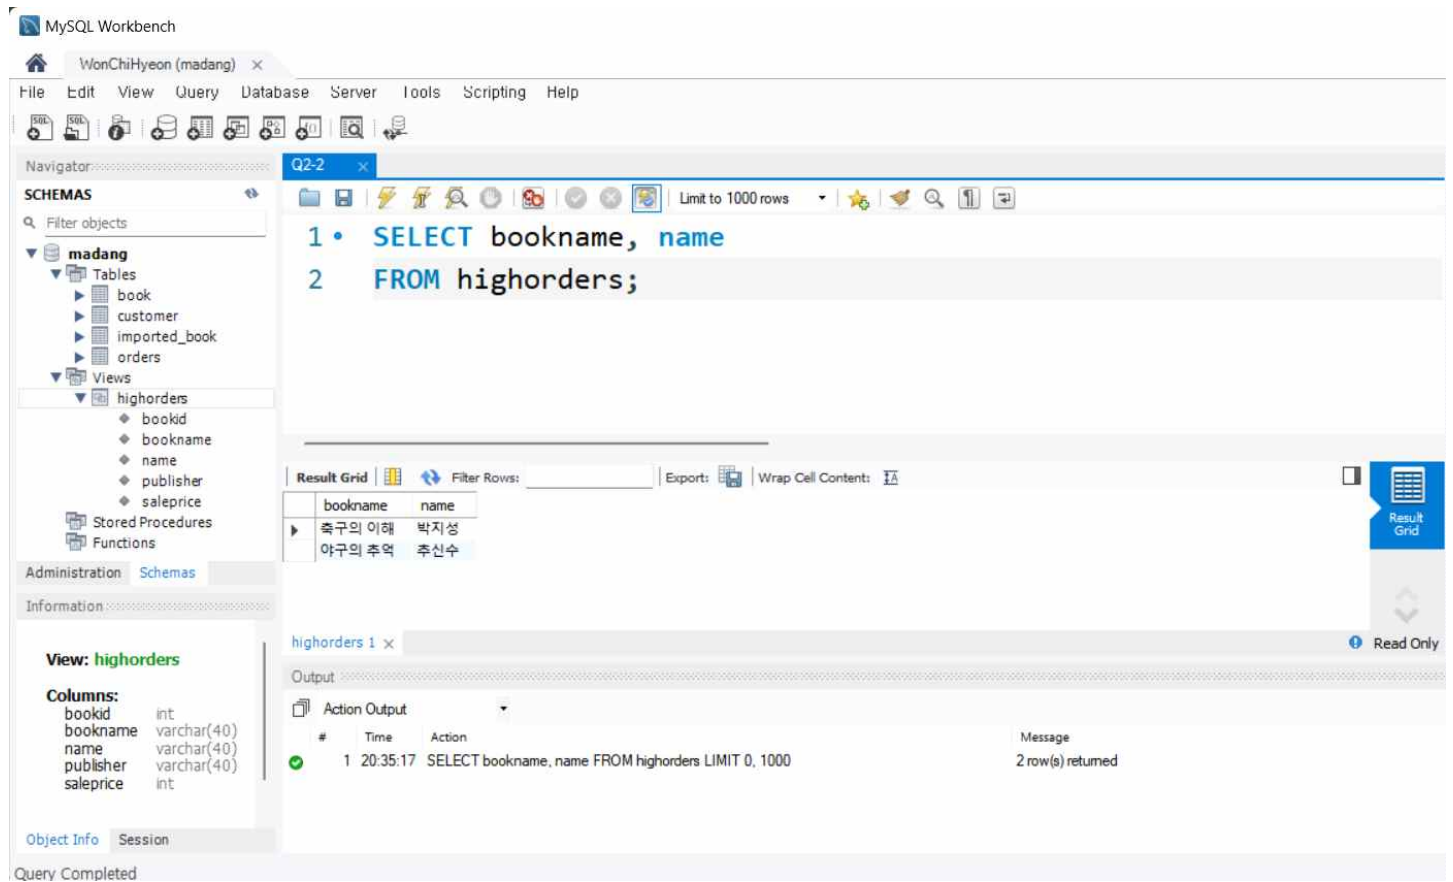 MySQL Workbench
WonChiHyeon (madang) ×
File Edit View Query Database Server Tools Scripting Help
Navigator
SCHEMAS
Filter objects
madang
Tables
book
customer
imported_book
orders
Views
highorders
bookid
bookname
name
publisher
saleprice
Stored Procedures
Functions
Administration Schemas
Information
View: highorders
Columns:
bookid int
bookname varchar(40)
name varchar(40)
publisher varchar(40)
saleprice int
Object Info Session
Query Completed
Q2-2 ×
Limit to 1000 rows
1 SELECT bookname, name
2 FROM highorders;
Result Grid Filter Rows: Export: Wrap Cell Content:
bookname name
축구의 이해 박지성
야구의 추억 추신수
Result
Grid
highorders 1 ×
Read Only
Output
Action Output
# Time Action Message
1 20:35:17 SELECT bookname, name FROM highorders LIMIT 0, 1000 2 row(s) returned